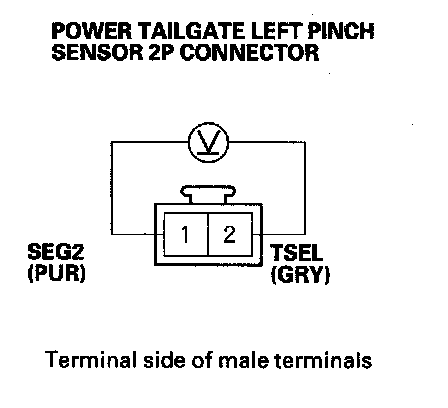 POWER TAILGATE LEFT PINCH
SENSOR 2P CONNECTOR
V
1 2
SEG2
(PUR)
TSEL
(GRY)
Terminal side of male terminals